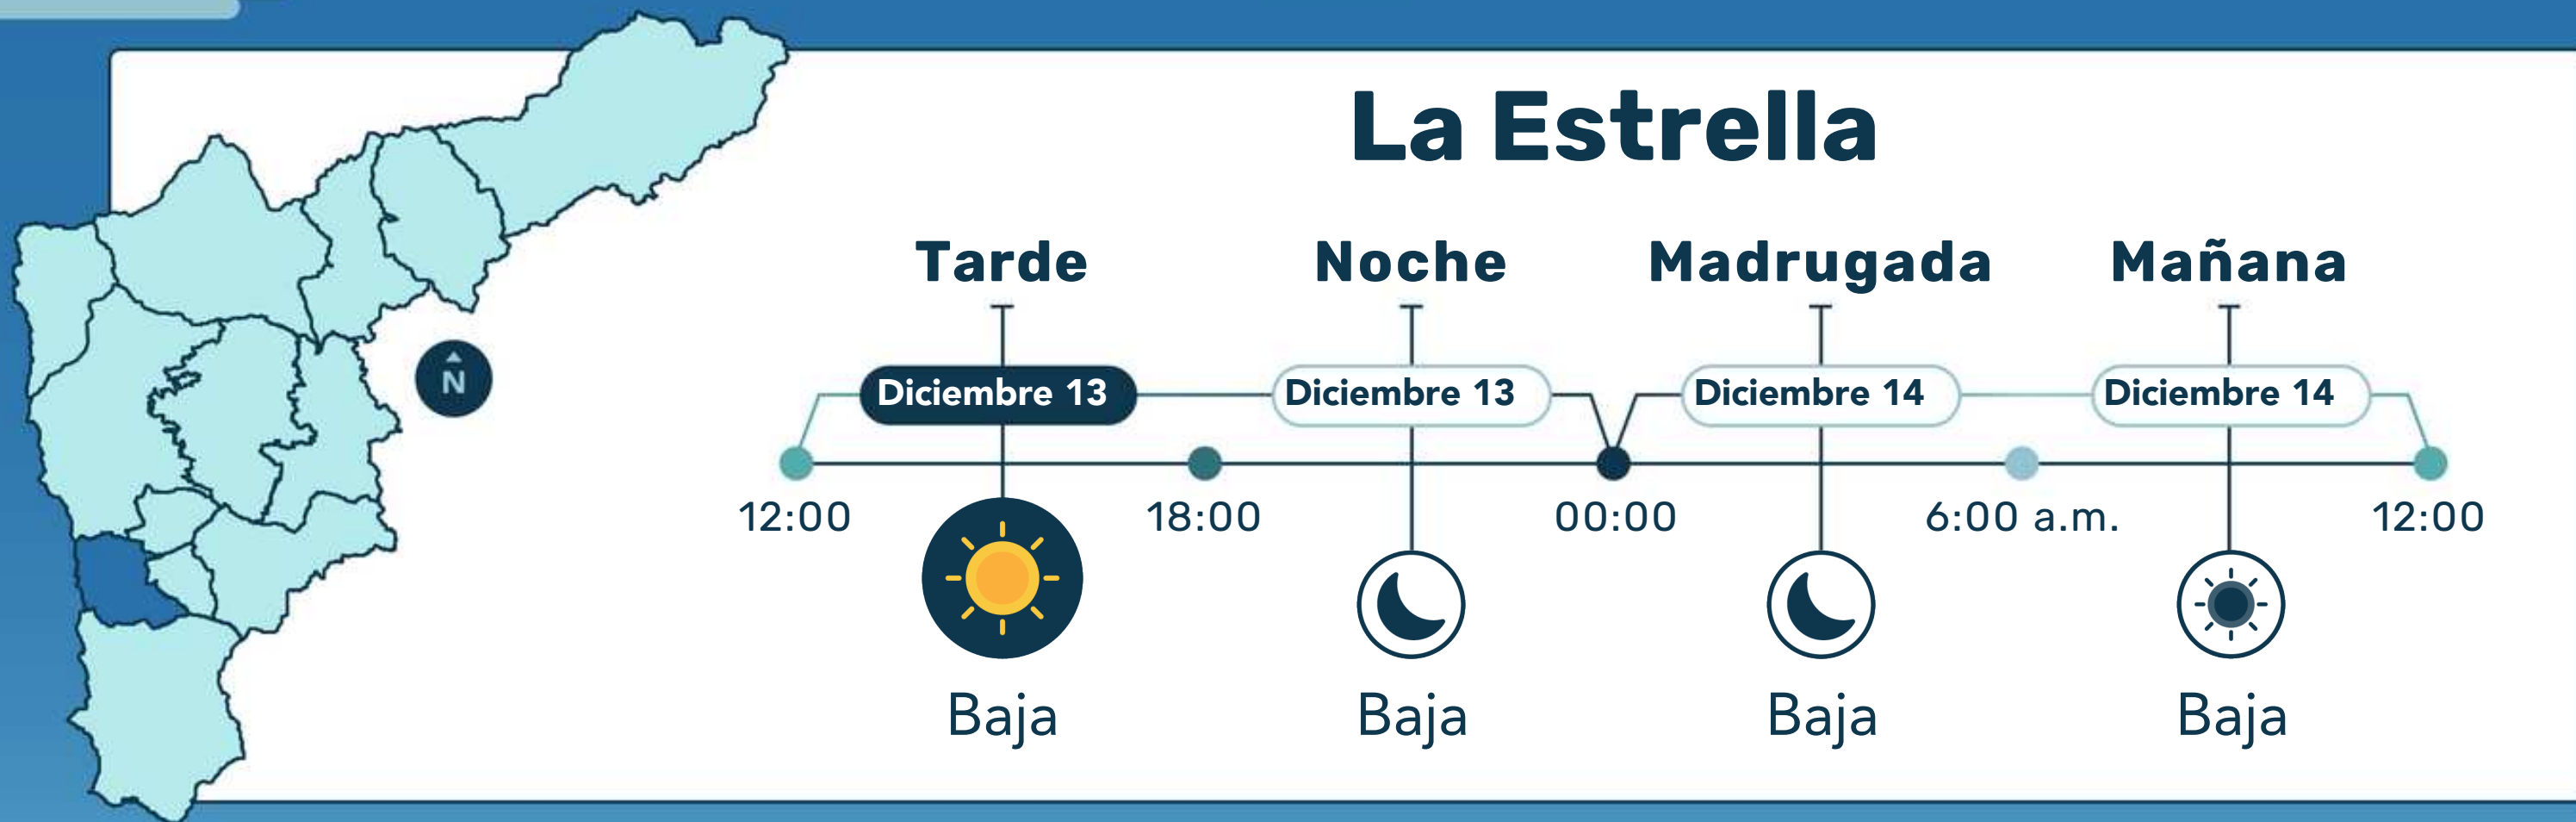 La Estrella
Tarde Noche Madrugada Mañana
N
Diciembre 13 Diciembre 13 Diciembre 14 Diciembre 14
12:00 18:00 00:00 6:00 a.m. 12:00
Baja Baja Baja Baja